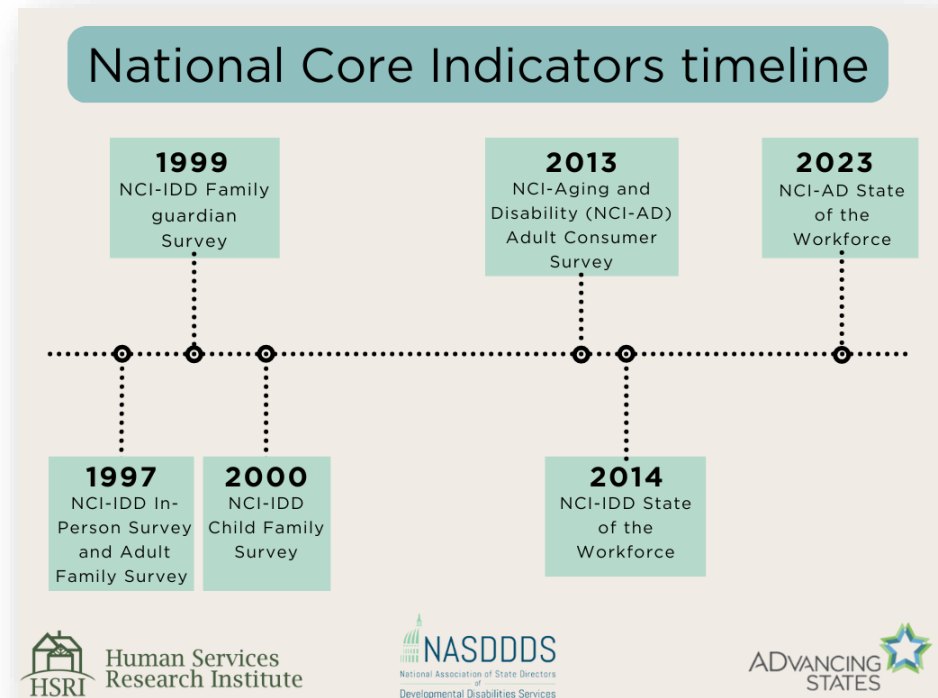 National Core Indicators timeline
1999
NCI-IDD Family
guardian
Survey
2013
NCI-Aging and
Disability (NCI-AD)
Adult Consumer
Survey
2023
NCI-AD State
of the
Workforce
1997
NCI-IDD In-
Person Survey
and Adult
Family Survey
2000
NCI-IDD
Child Family
Survey
2014
NCI-IDD State
of the
Workforce
HSRI
Human Services
Research Institute
NASDDDS
National Association of State Directors
of
Developmental Disabilities Services
ADVANCING
STATES